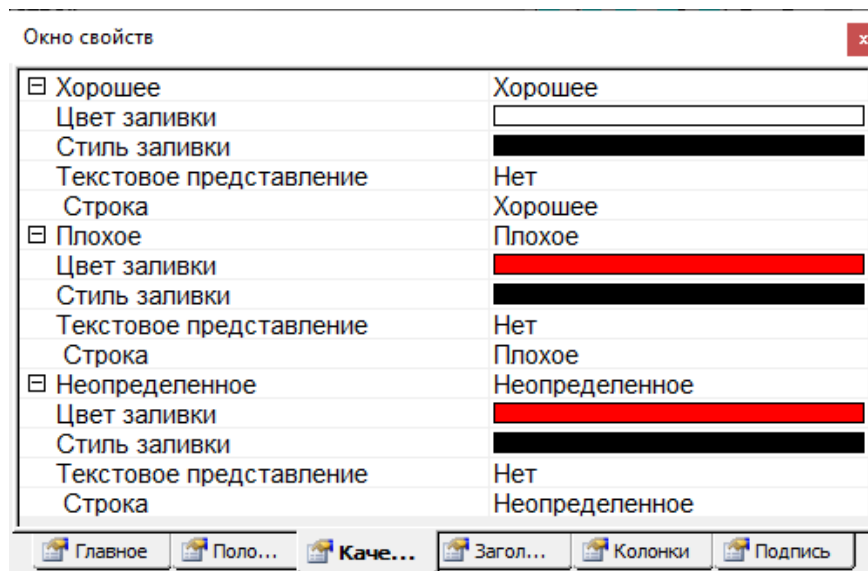 Окно свойств x
Хорошее Хорошее
Цвет заливки
Стиль заливки
Текстовое представление Нет
Строка Хорошее
Плохое Плохое
Цвет заливки
Стиль заливки
Текстовое представление Нет
Строка Плохое
Неопределенное Неопределенное
Цвет заливки
Стиль заливки
Текстовое представление Нет
Строка Неопределенное
Главное Поло... Каче... Загол... Колонки Подпись